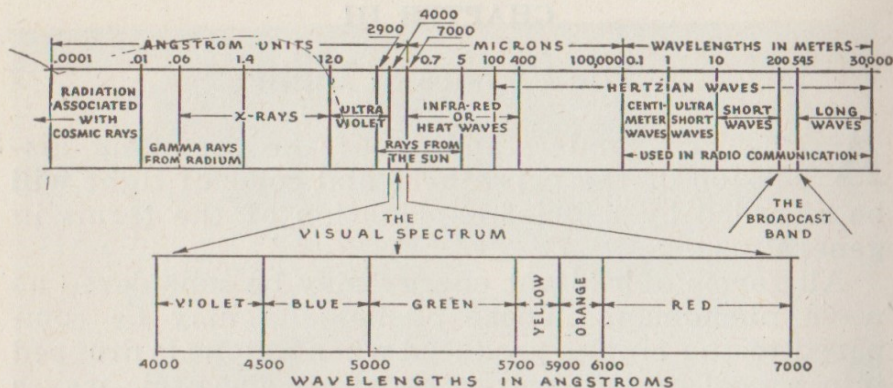 4000
2900
7000
ANGSTROM UNITS MICRONS WAVELENGTHS IN METERS
.0001 .01 .06 1.4 120 0.7 5 100 400 100,000 0.1 1 10 200 545 30,000
HERTZIAN WAVES
RADIATION
ASSOCIATED
WITH
COSMIC RAYS
GAMMA RAYS
FROM RADIUM
X-RAYS
ULTRA
VIOLET
INFRA-RED
OR
HEAT WAVES
RAYS FROM
THE SUN
CENTI-
METER
WAVES
ULTRA
SHORT
WAVES
SHORT
WAVES
LONG
WAVES
USED IN RADIO COMMUNICATION
THE
VISUAL SPECTRUM
THE
BROADCAST
BAND
VIOLET BLUE GREEN YELLOW ORANGE RED
4000 4500 5000 5700 5900 6100 7000
WAVELENGTHS IN ANGSTROMS